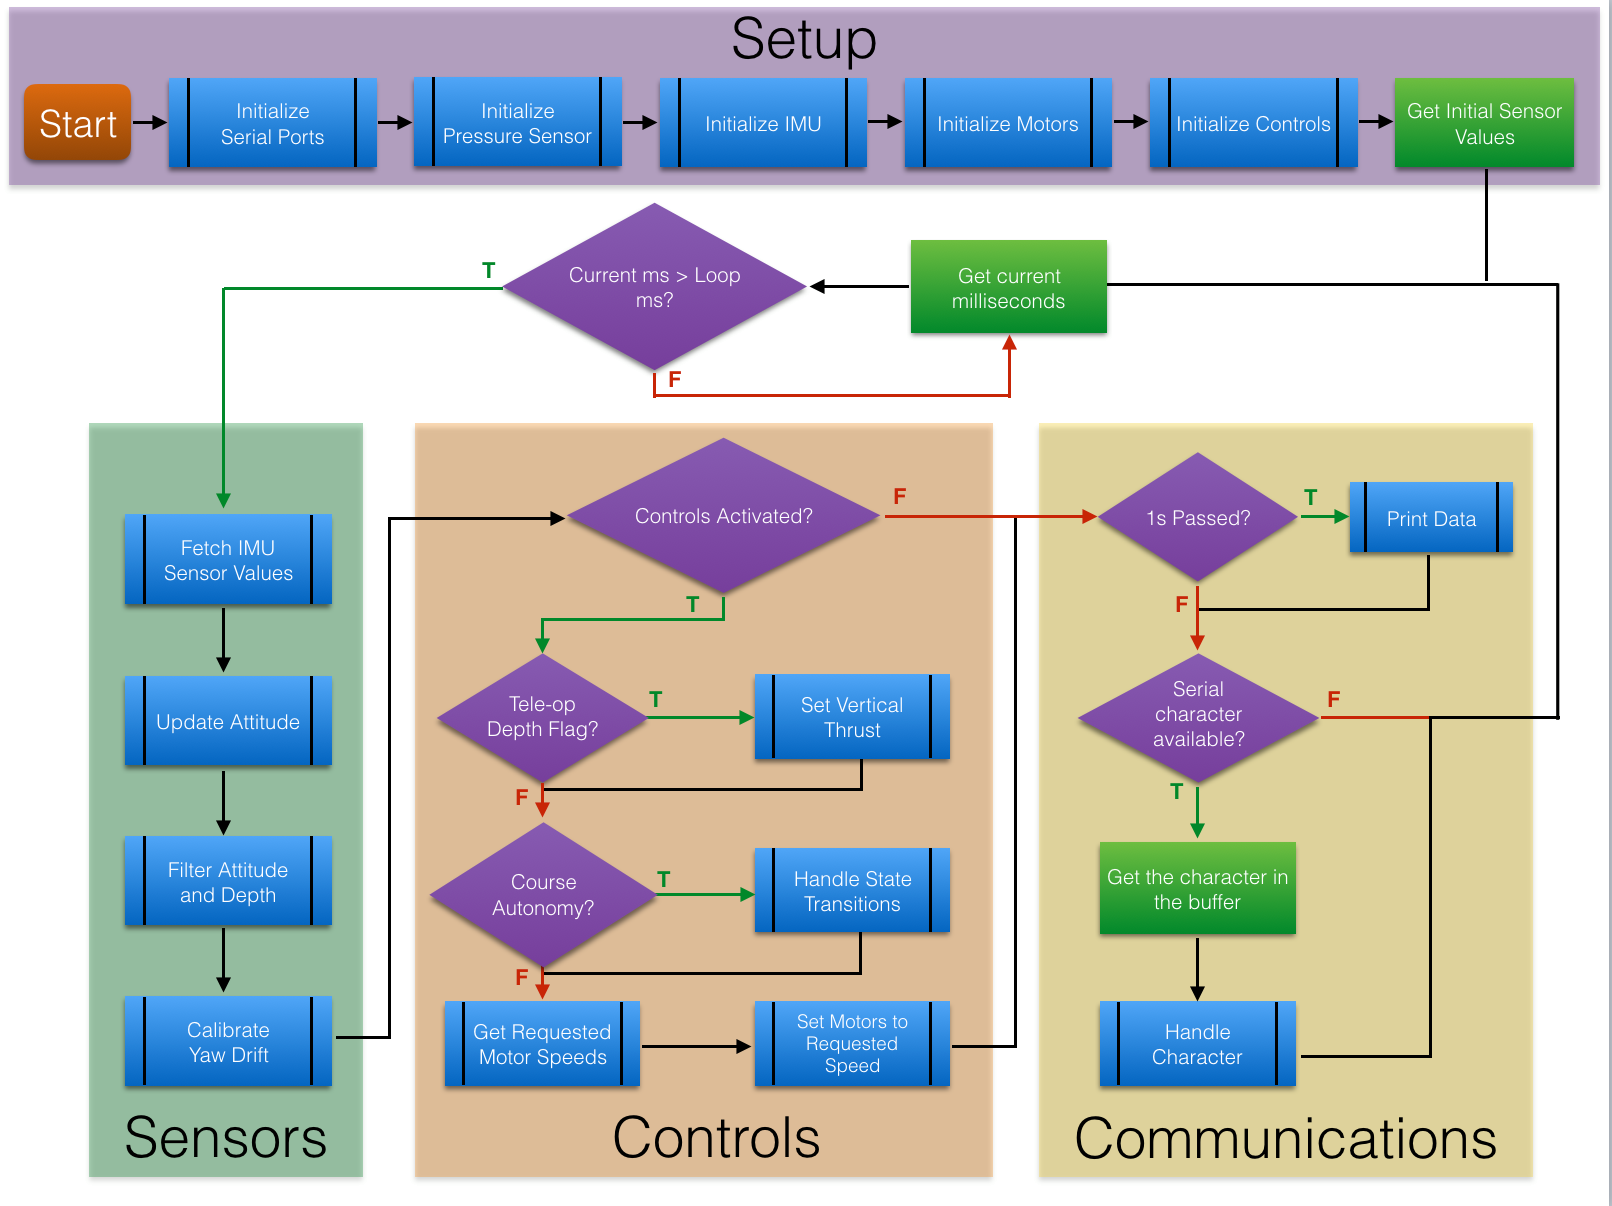 Setup
Start
Initialize
Serial Ports
Initialize
Pressure Sensor
Initialize IMU
Initialize Motors
Initialize Controls
Get Initial Sensor
Values
T
Current ms > Loop
ms?
Get current
milliseconds
F
Fetch IMU
Sensor Values
Update Attitude
Filter Attitude
and Depth
Calibrate
Yaw Drift
Sensors
Controls Activated?
F
T
Tele-op
Depth Flag?
T
Set Vertical
Thrust
F
Course
Autonomy?
T
Handle State
Transitions
F
Get Requested
Motor Speeds
Set Motors to
Requested
Speed
Controls
1s Passed?
T
Print Data
F
Serial
character
available?
F
T
Get the character in
the buffer
Handle
Character
Communications